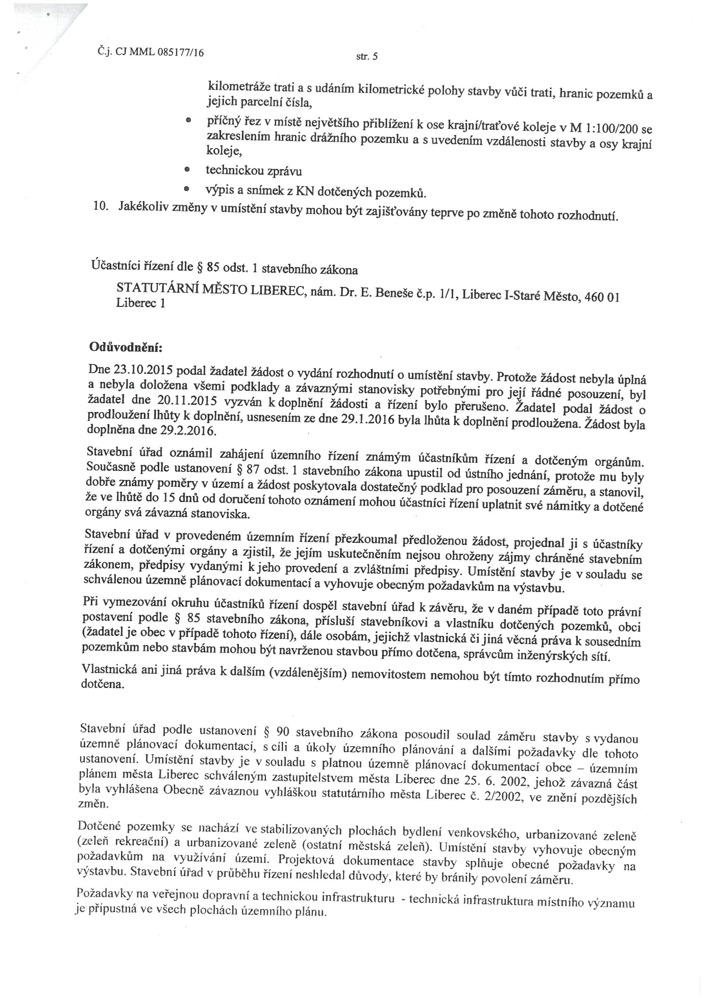 Č.j. CJ MML 085177/16
str. 5
kilometráže trati a s udáním kilometrické polohy stavby vůči trati, hranic pozemků a
jejich parcelní čísla,
• příčný řez v místě největšího přiblížení k ose krajní/traťové koleje v M 1:100/200 se
zakreslením hranic drážního pozemku a s uvedením vzdálenosti stavby a osy krajní
koleje,
• technickou zprávu
• výpis a snímek z KN dotčených pozemků.
10. Jakékoliv změny v umístění stavby mohou být zajišťovány teprve po změně tohoto rozhodnutí.
Účastníci řízení dle § 85 odst. 1 stavebního zákona
STATUTÁRNÍ MĚSTO LIBEREC, nám. Dr. E. Beneše č.p. 1/1, Liberec I-Staré Město, 460 01
Liberec 1
Odůvodnění:
Dne 23.10.2015 podal žadatel žádost o vydání rozhodnutí o umístění stavby. Protože žádost nebyla úplná
a nebyla doložena všemi podklady a závaznými stanovisky potřebnými pro její řádné posouzení, byl
žadatel dne 20.11.2015 vyzván k doplnění žádosti a řízení bylo přerušeno. Žadatel podal žádost o
prodloužení lhůty k doplnění, usnesením ze dne 29.1.2016 byla lhůta k doplnění prodloužena. Žádost byla
doplněna dne 29.2.2016.
Stavební úřad oznámil zahájení územního řízení známým účastníkům řízení a dotčeným orgánům.
Současně podle ustanovení § 87 odst. 1 stavebního zákona upustil od ústního jednání, protože mu byly
dobře známy poměry v území a žádost poskytovala dostatečný podklad pro posouzení záměru, a stanovil,
že ve lhůtě do 15 dnů od doručení tohoto oznámení mohou účastníci řízení uplatnit své námitky a dotčené
orgány svá závazná stanoviska.
Stavební úřad v provedeném územním řízení přezkoumal předloženou žádost, projednal ji s účastníky
řízení a dotčenými orgány a zjistil, že jejím uskutečněním nejsou ohroženy zájmy chráněné stavebním
zákonem, předpisy vydanými k jeho provedení a zvláštními předpisy. Umístění stavby je v souladu se
schválenou územně plánovací dokumentací a vyhovuje obecným požadavkům na výstavbu.
Při vymezování okruhu účastníků řízení dospěl stavební úřad k závěru, že v daném případě toto právní
postavení podle § 85 stavebního zákona, přísluší stavebníkovi a vlastníku dotčených pozemků, obci
(žadatel je obec v případě tohoto řízení), dále osobám, jejichž vlastnická či jiná věcná práva k sousedním
pozemkům nebo stavbám mohou být navrženou stavbou přímo dotčena, správcům inženýrských sítí.
Vlastnická ani jiná práva k dalším (vzdálenějším) nemovitostem nemohou být tímto rozhodnutím přímo
dotčena.
Stavební úřad podle ustanovení § 90 stavebního zákona posoudil soulad záměru stavby s vydanou
územně plánovací dokumentací, s cíli a úkoly územního plánování a dalšími požadavky dle tohoto
ustanovení. Umístění stavby je v souladu s platnou územně plánovací dokumentací obce – územním
plánem města Liberec schváleným zastupitelstvem města Liberec dne 25. 6. 2002, jehož závazná část
byla vyhlášena Obecně závaznou vyhláškou statutárního města Liberec č. 2/2002, ve znění pozdějších
změn.
Dotčené pozemky se nachází ve stabilizovaných plochách bydlení venkovského, urbanizované zeleně
(zeleň rekreační) a urbanizované zeleně (ostatní městská zeleň). Umístění stavby vyhovuje obecným
požadavkům na využívání území. Projektová dokumentace stavby splňuje obecné požadavky na
výstavbu. Stavební úřad v průběhu řízení neshledal důvody, které by bránily povolení záměru.
Požadavky na veřejnou dopravní a technickou infrastrukturu - technická infrastruktura místního významu
je přípustná ve všech plochách územního plánu.